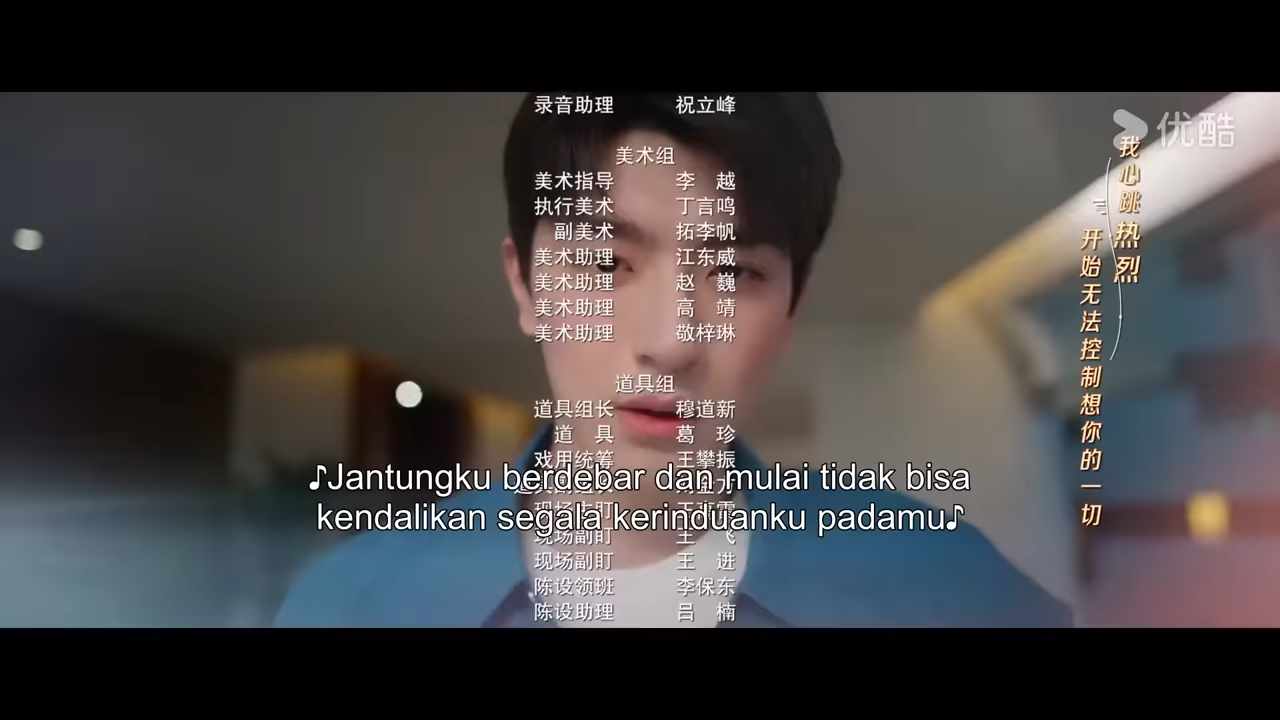 录音助理 祝立峰
美术组
美术指导 李 越
执行美术 丁言鸣
副美术 拓李帆
美术助理 江东威
美术助理 赵 巍
美术助理 高 靖
美术助理 敬梓琳
道具组
道具组长 穆道新
道 具 葛 珍
戏用统筹 王攀振
♪Jantungku berdebar dan mulai tidak bisa
kendalikan segala kerinduanku padamu♪
现场副盯 王 飞
现场副盯 王 进
陈设领班 李保东
陈设助理 吕 楠
优酷
我心跳热烈
开始无法控制想你的一切